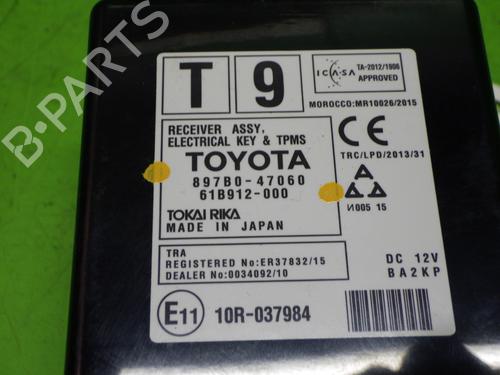 T 9
ICASA TA-2012/1906
APPROVED
MOROCCO:MR10026/2015
RECEIVER ASSY,
ELECTRICAL KEY & TPMS
CE
TOYOTA
TRC/LPD/2013/31
897B0-47060
61B912-000
И005 15
TOKAI RIKA
MADE IN JAPAN
TRA
REGISTERED No:ER37832/15
DEALER No:0034092/10
DC 12V
BA2KP
E11 10R-037984